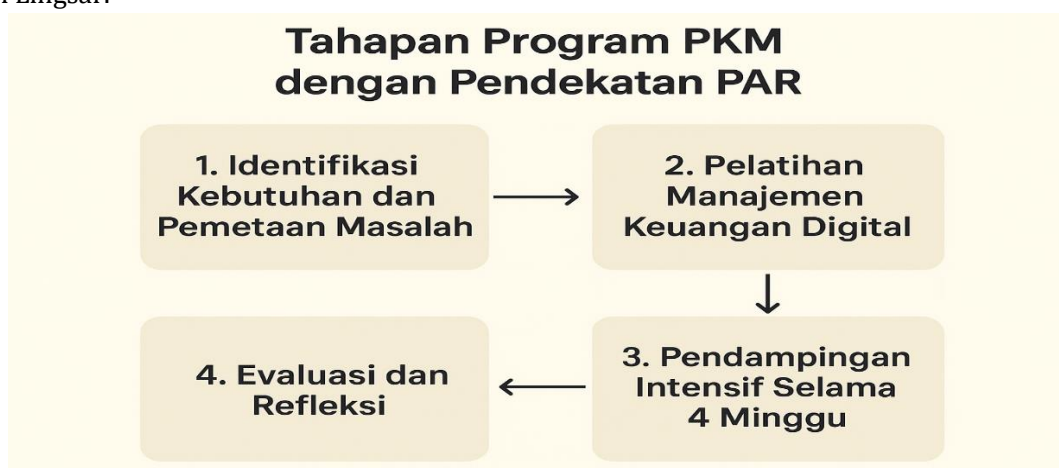 Tahapan Program PKM
dengan Pendekatan PAR
1. Identifikasi
Kebutuhan dan
Pemetaan Masalah
2. Pelatihan
Manajemen
Keuangan Digital
3. Pendampingan
Intensif Selama
4 Minggu
4. Evaluasi dan
Refleksi